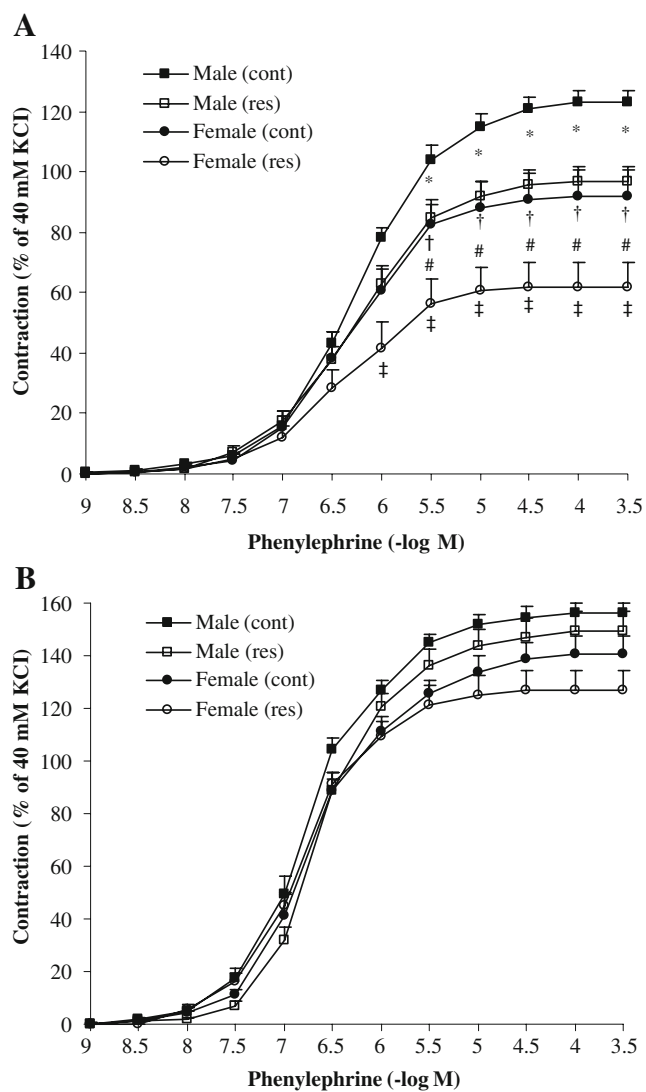 A
140
120
100
80
60
40
20
0
Contraction (% of 40 mM KCl)
Male (cont)
Male (res)
Female (cont)
Female (res)
* * * * *
† † † † †
# # # # #
‡ ‡ ‡ ‡ ‡ ‡
9 8.5 8 7.5 7 6.5 6 5.5 5 4.5 4 3.5
Phenylephrine (-log M)
B
160
140
120
100
80
60
40
20
0
Contraction (% of 40 mM KCl)
Male (cont)
Male (res)
Female (cont)
Female (res)
9 8.5 8 7.5 7 6.5 6 5.5 5 4.5 4 3.5
Phenylephrine (-log M)